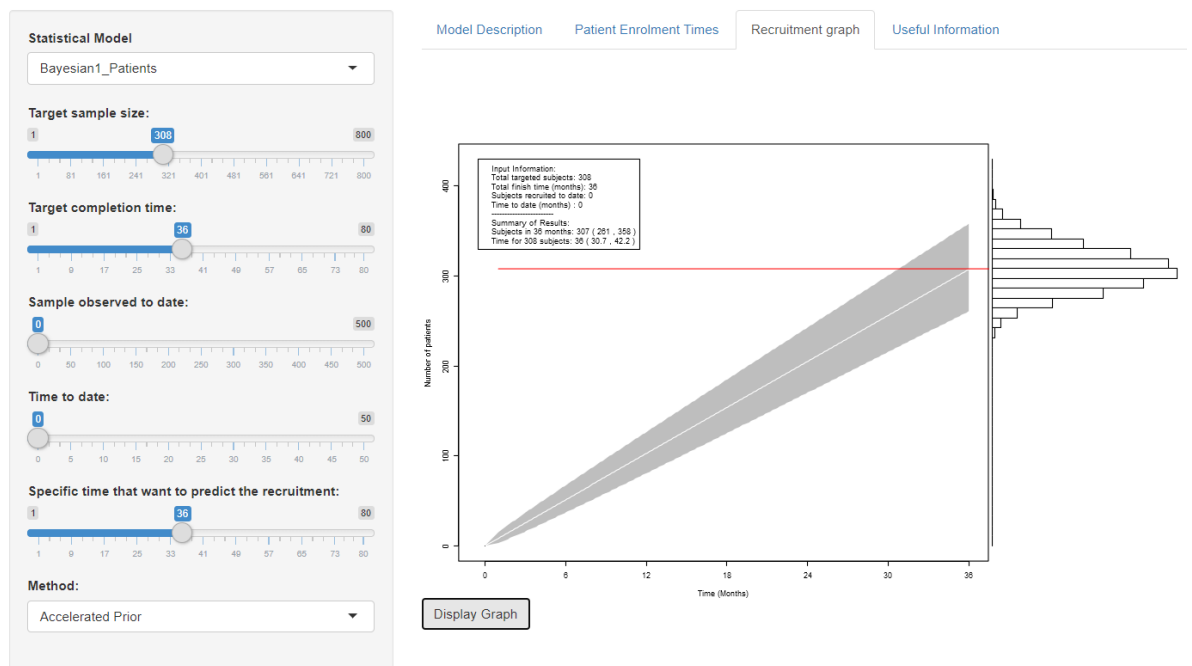 Statistical Model
Bayesian1_Patients
Target sample size:
1 308 800
1 81 161 241 321 401 481 561 641 721 800
Target completion time:
1 36 80
1 9 17 25 33 41 49 57 65 73 80
Sample observed to date:
0 500
0 50 100 150 200 250 300 350 400 450 500
Time to date:
0 50
0 5 10 15 20 25 30 35 40 45 50
Specific time that want to predict the recruitment:
1 36 80
1 9 17 25 33 41 49 57 65 73 80
Method:
Accelerated Prior
Model Description Patient Enrolment Times Recruitment graph Useful Information
Input Information:
Total targeted subjects: 308
Total finish time (months): 36
Subjects recruited to date: 0
Time to date (months) : 0
------------------------
Summary of Results:
Subjects in 36 months: 307 ( 261 , 358 )
Time for 308 subjects: 36 ( 30.7 , 42.2 )
Number of patients
400
300
200
100
0
0 6 12 18 24 30 36
Time (Months)
Display Graph